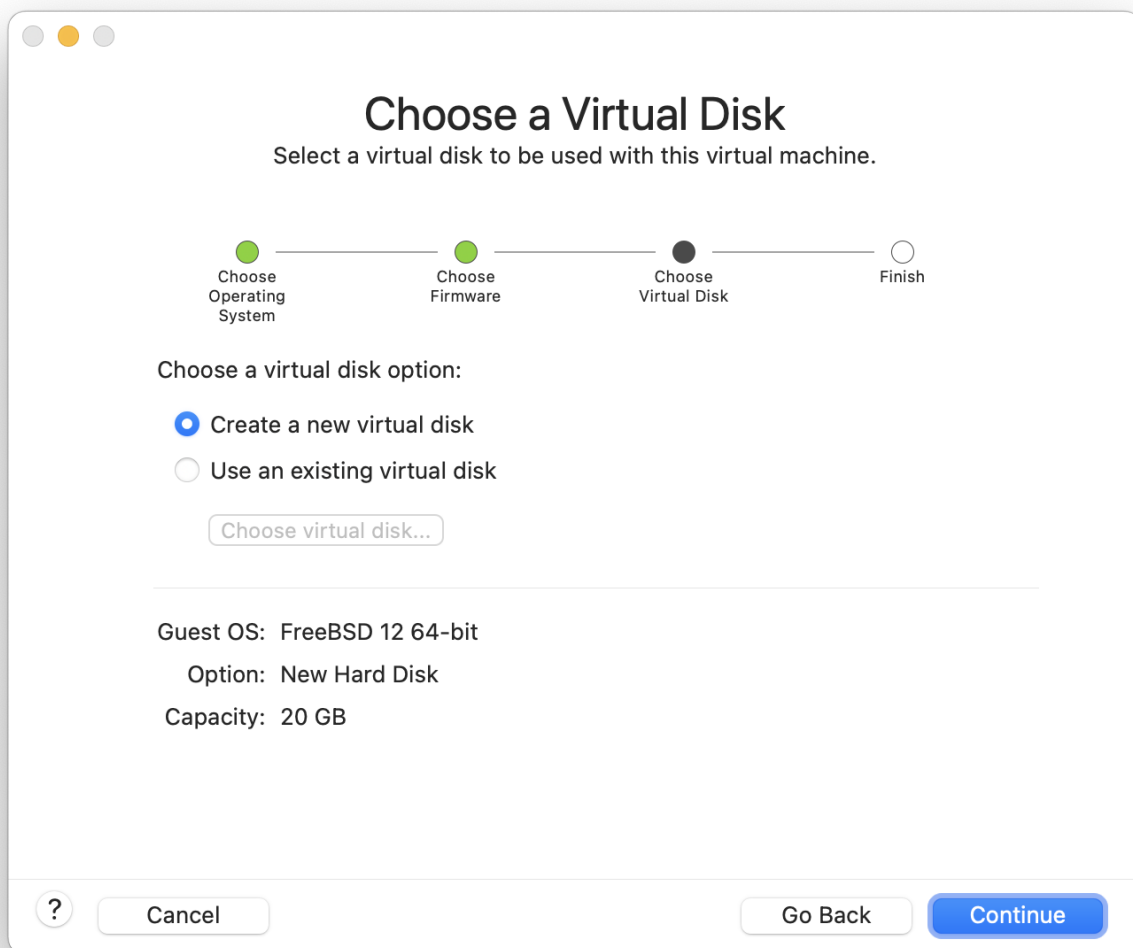 Choose a Virtual Disk
Select a virtual disk to be used with this virtual machine.
Choose
Operating
System
Choose
Firmware
Choose
Virtual Disk
Finish
Choose a virtual disk option:
Create a new virtual disk
Use an existing virtual disk
Choose virtual disk...
Guest OS: FreeBSD 12 64-bit
Option: New Hard Disk
Capacity: 20 GB
? Cancel Go Back Continue